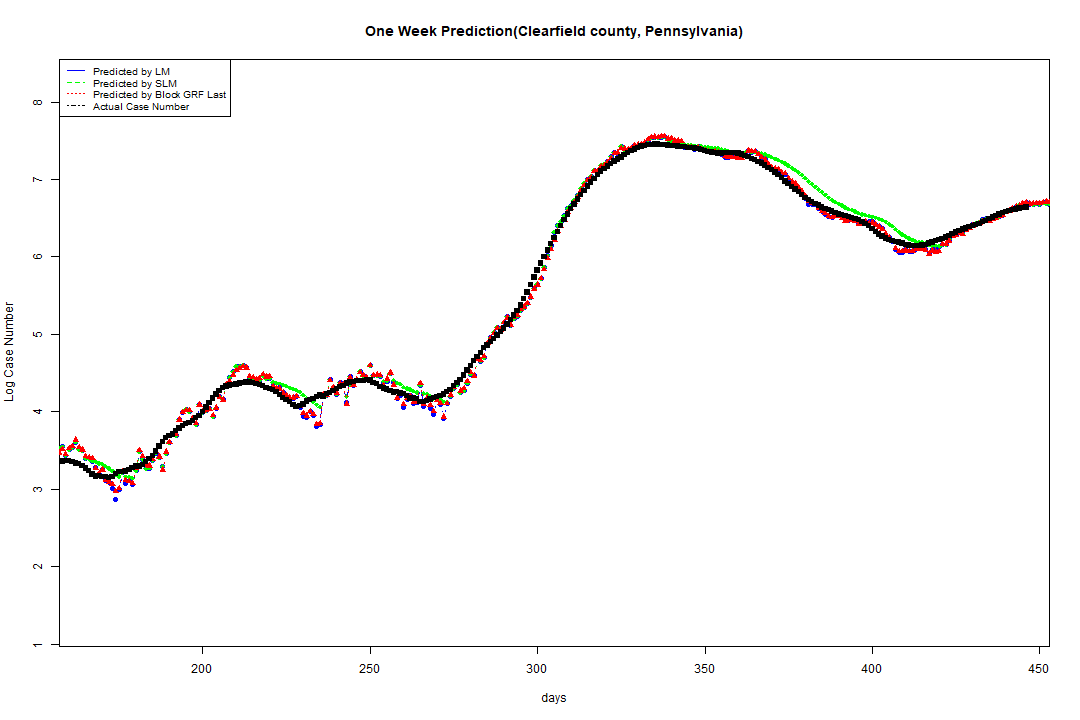 One Week Prediction(Clearfield county, Pennsylvania)
Predicted by LM
Predicted by SLM
Predicted by Block GRF Last
Actual Case Number
8
7
6
5
4
3
2
1
Log Case Number
200 250 300 350 400 450
days